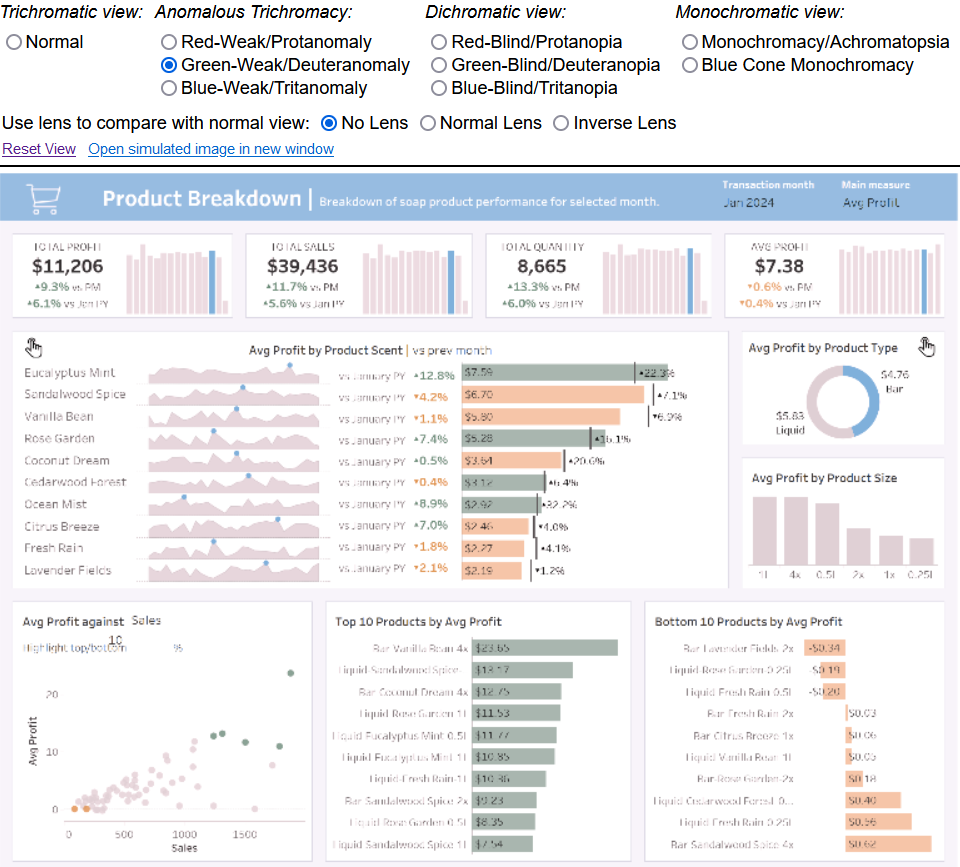 Trichromatic view: Anomalous Trichromacy: Dichromatic view: Monochromatic view:
Normal Red-Weak/Protanomaly Red-Blind/Protanopia Monochromacy/Achromatopsia
Green-Weak/Deuteranomaly Green-Blind/Deuteranopia Blue Cone Monochromacy
Blue-Weak/Tritanomaly Blue-Blind/Tritanopia
Use lens to compare with normal view: No Lens Normal Lens Inverse Lens
Reset View Open simulated image in new window
Product Breakdown | Breakdown of soap product performance for selected month.
Transaction month Main measure
Jan 2024 Avg Profit
TOTAL PROFIT
$11,206
▲9.3% vs PM
▲6.1% vs Jan PY
TOTAL SALES
$39,436
▲11.7% vs PM
▲5.6% vs Jan PY
TOTAL QUANTITY
8,665
▲13.3% vs PM
▲6.0% vs Jan PY
AVG PROFIT
$7.38
▼0.6% vs PM
▼0.4% vs Jan PY
Avg Profit by Product Scent | vs prev month
Eucalyptus Mint vs January PY ▲12.8% $7.59 ▲22.3%
Sandalwood Spice vs January PY ▼4.2% $6.70 ▲7.1%
Vanilla Bean vs January PY ▼1.1% $5.80 ▼6.9%
Rose Garden vs January PY ▲7.4% $5.28 ▲16.1%
Coconut Dream vs January PY ▲0.5% $3.64 ▲20.6%
Cedarwood Forest vs January PY ▼0.4% $3.12 ▲6.4%
Ocean Mist vs January PY ▲8.9% $2.92 ▲32.2%
Citrus Breeze vs January PY ▲7.0% $2.46 ▲4.0%
Fresh Rain vs January PY ▼1.8% $2.27 ▲4.1%
Lavender Fields vs January PY ▼2.1% $2.19 ▼1.2%
Avg Profit by Product Type
$4.76
Bar
$5.83
Liquid
Avg Profit by Product Size
1l 4x 0.5l 2x 1x 0.25l
Avg Profit against Sales
Highlight top/bottom 10 %
20
10
0
Avg Profit
0 500 1000 1500
Sales
Top 10 Products by Avg Profit
Bar Vanilla Bean 4x $23.65
Liquid Sandalwood Spice $13.17
Bar Coconut Dream 4x $12.75
Liquid Rose Garden 1l $11.53
Liquid Eucalyptus Mint 0.5l $11.77
Liquid Eucalyptus Mint 1l $10.85
Liquid Fresh Rain 1l $10.36
Bar Sandalwood Spice 2x $9.23
Liquid Rose Garden 0.5l $8.35
Liquid Sandalwood Spice 1l $7.54
Bottom 10 Products by Avg Profit
Bar Lavender Fields 2x -$0.34
Liquid Rose Garden 0.25l -$0.19
Liquid Fresh Rain 0.5l -$0.20
Bar Fresh Rain 2x $0.03
Bar Citrus Breeze 1x $0.06
Liquid Vanilla Bean 1l $0.05
Bar Rose Garden 2x $0.18
Liquid Cedarwood Forest 0... $0.40
Liquid Fresh Rain 0.25l $0.56
Bar Sandalwood Spice 4x $0.62